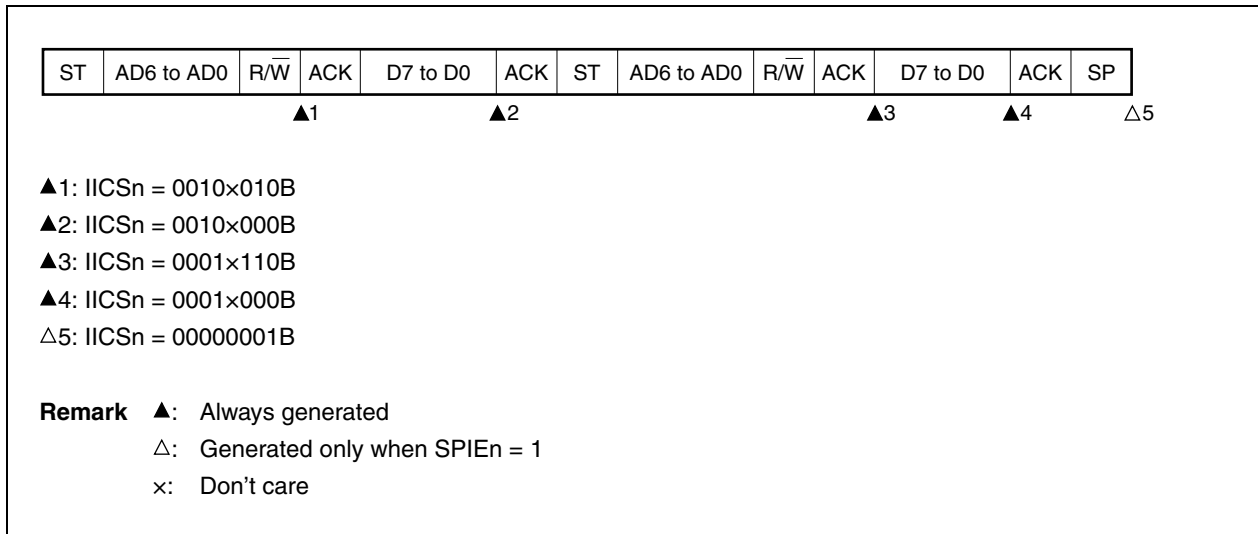 ST AD6 to AD0 R/W̅ ACK D7 to D0 ACK ST AD6 to AD0 R/W̅ ACK D7 to D0 ACK SP
▲1 ▲2 ▲3 ▲4 △5
▲1: IICSn = 0010×010B
▲2: IICSn = 0010×000B
▲3: IICSn = 0001×110B
▲4: IICSn = 0001×000B
△5: IICSn = 00000001B
Remark ▲: Always generated
△: Generated only when SPIEn = 1
×: Don't care